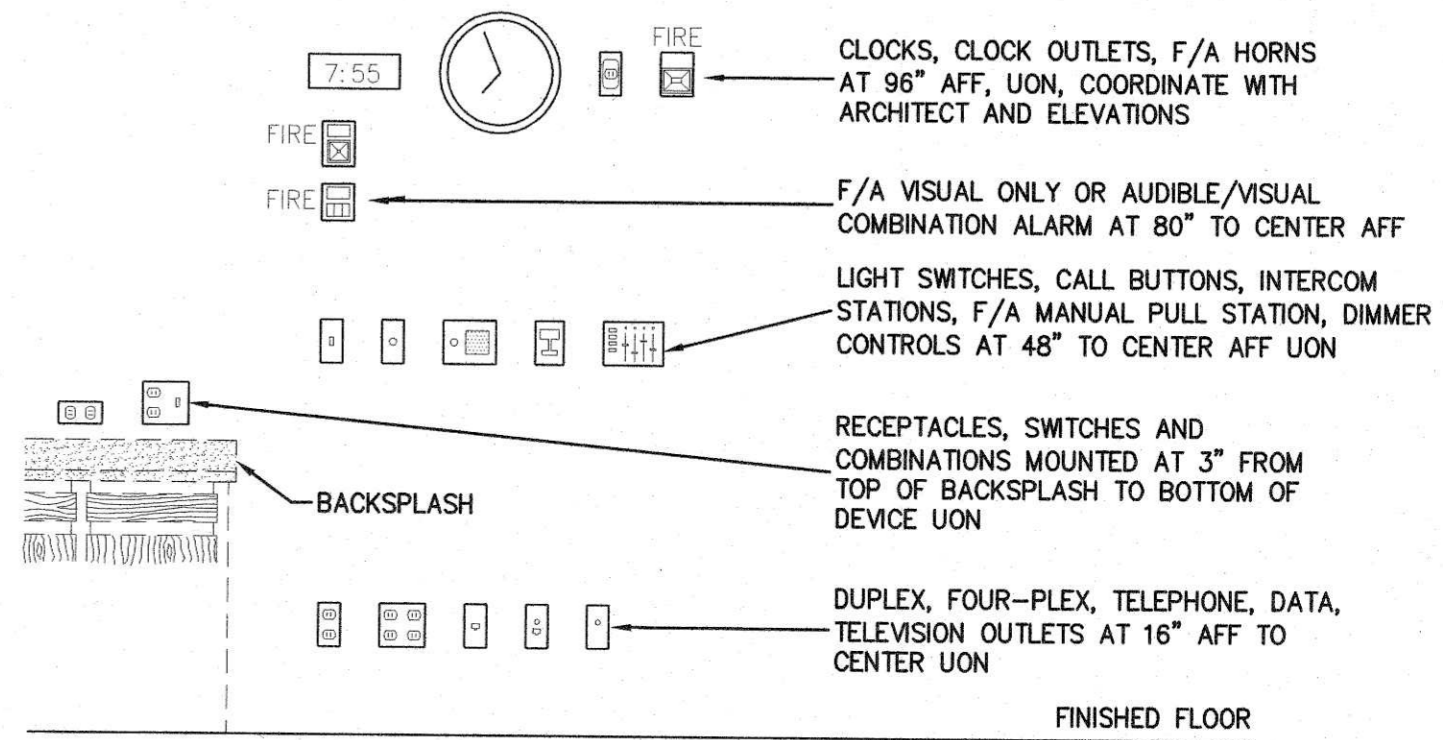 FIRE
7:55
CLOCKS, CLOCK OUTLETS, F/A HORNS
AT 96" AFF, UON, COORDINATE WITH
ARCHITECT AND ELEVATIONS
FIRE
FIRE
F/A VISUAL ONLY OR AUDIBLE/VISUAL
COMBINATION ALARM AT 80" TO CENTER AFF
LIGHT SWITCHES, CALL BUTTONS, INTERCOM
STATIONS, F/A MANUAL PULL STATION, DIMMER
CONTROLS AT 48" TO CENTER AFF UON
RECEPTACLES, SWITCHES AND
COMBINATIONS MOUNTED AT 3" FROM
TOP OF BACKSPLASH TO BOTTOM OF
DEVICE UON
BACKSPLASH
DUPLEX, FOUR-PLEX, TELEPHONE, DATA,
TELEVISION OUTLETS AT 16" AFF TO
CENTER UON
FINISHED FLOOR